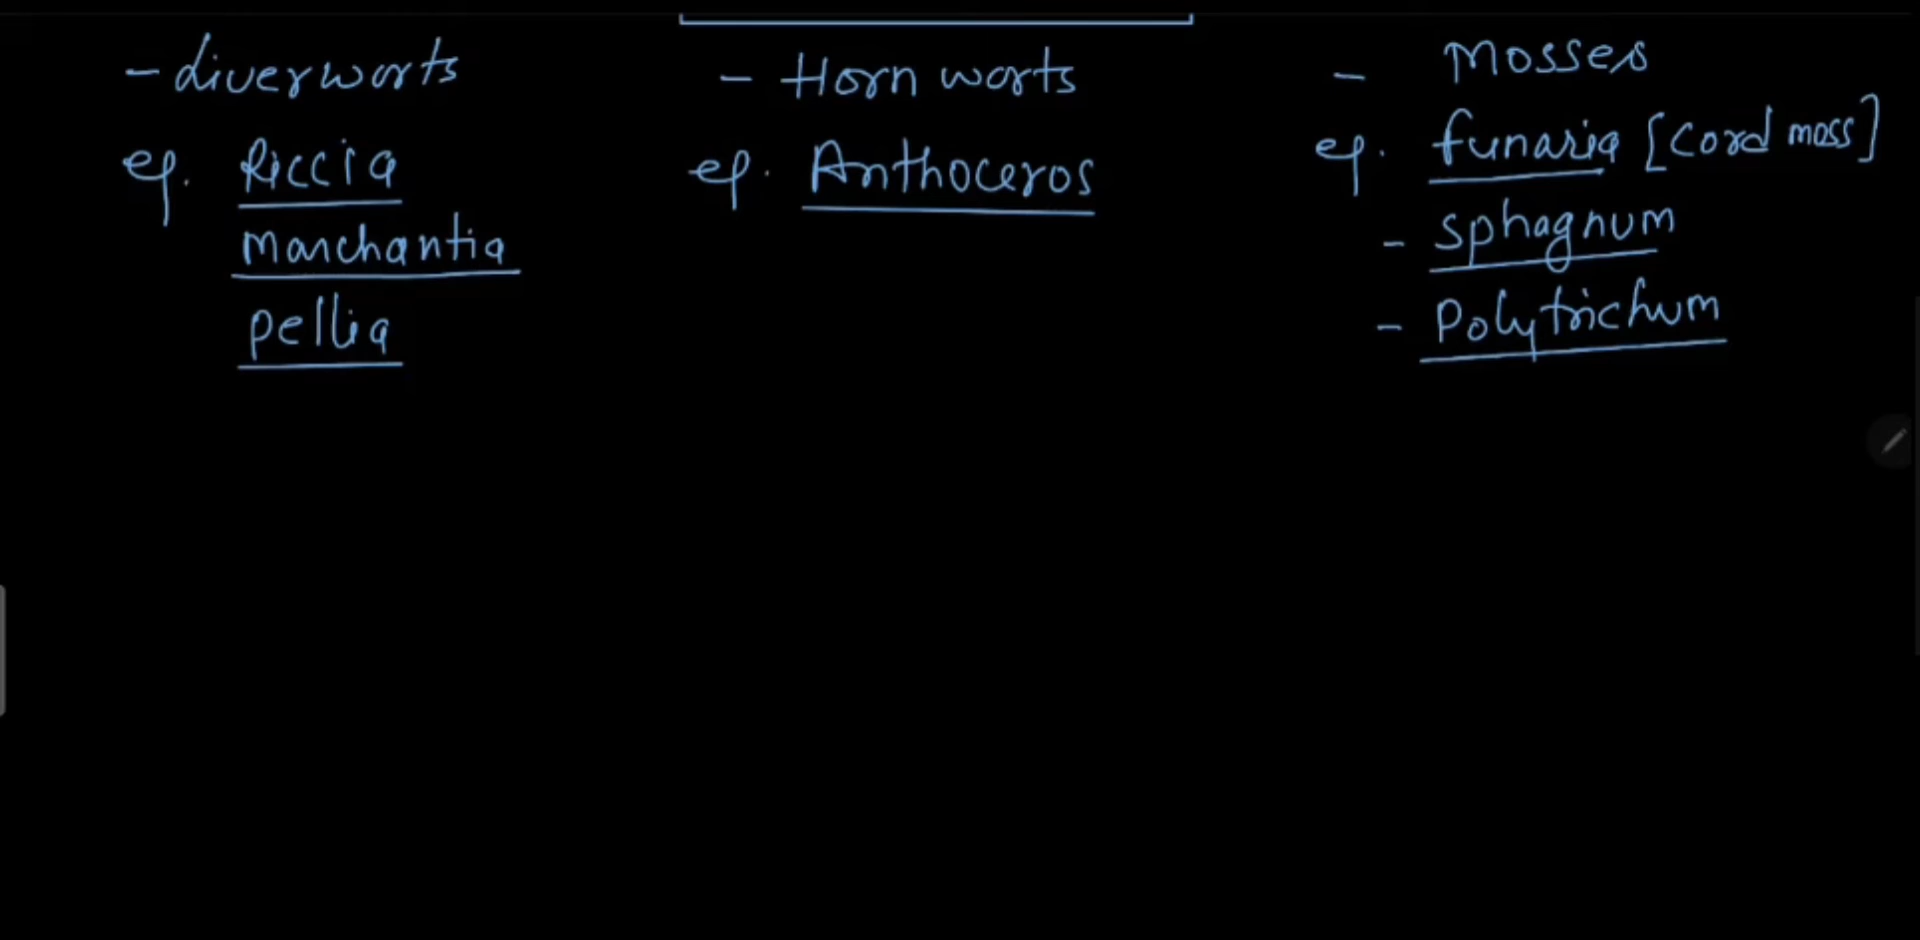 - Liverworts
eg. Riccia
Marchantia
Pellia
- Horn worts
eg. Anthoceros
- Mosses
eg. funaria [Cord moss]
- Sphagnum
- Polytrichum